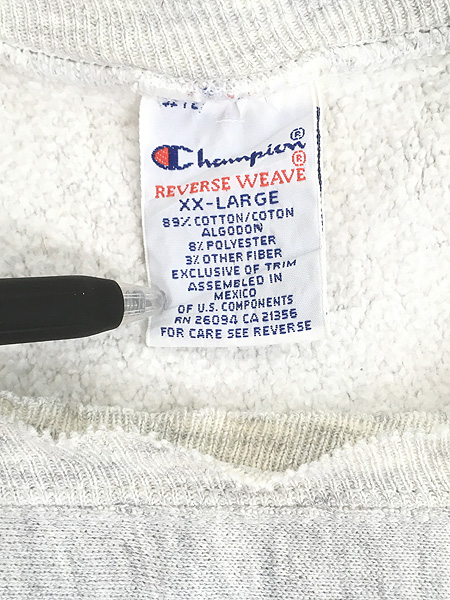 Champion®
REVERSE WEAVE®
XX-LARGE
89% COTTON/COTON
ALGODON
8% POLYESTER
3% OTHER FIBER
EXCLUSIVE OF TRIM
ASSEMBLED IN
MEXICO
OF U.S. COMPONENTS
RN 26094 CA 21356
FOR CARE SEE REVERSE